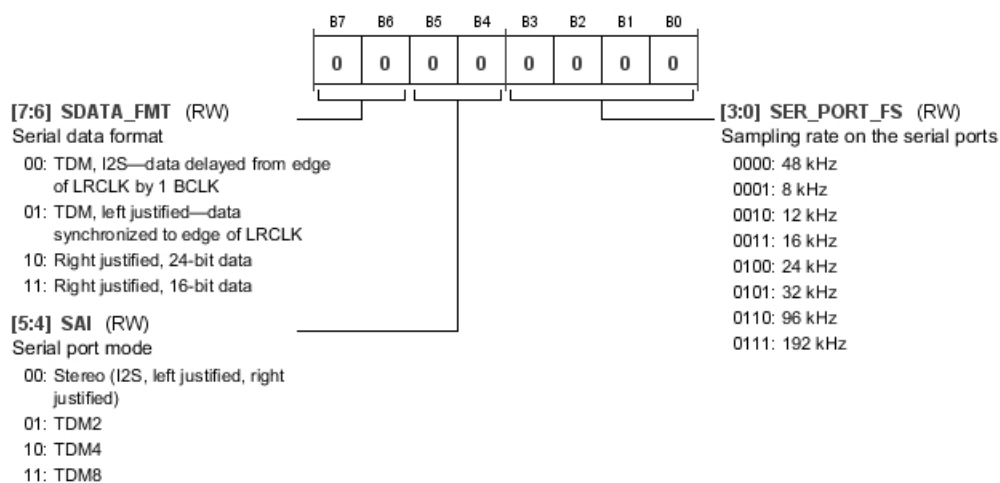 B7 B6 B5 B4 B3 B2 B1 B0
0 0 0 0 0 0 0 0
[7:6] SDATA_FMT (RW)
Serial data format
00: TDM, I2S—data delayed from edge
of LRCLK by 1 BCLK
01: TDM, left justified—data
synchronized to edge of LRCLK
10: Right justified, 24-bit data
11: Right justified, 16-bit data
[5:4] SAI (RW)
Serial port mode
00: Stereo (I2S, left justified, right
justified)
01: TDM2
10: TDM4
11: TDM8
[3:0] SER_PORT_FS (RW)
Sampling rate on the serial ports
0000: 48 kHz
0001: 8 kHz
0010: 12 kHz
0011: 16 kHz
0100: 24 kHz
0101: 32 kHz
0110: 96 kHz
0111: 192 kHz